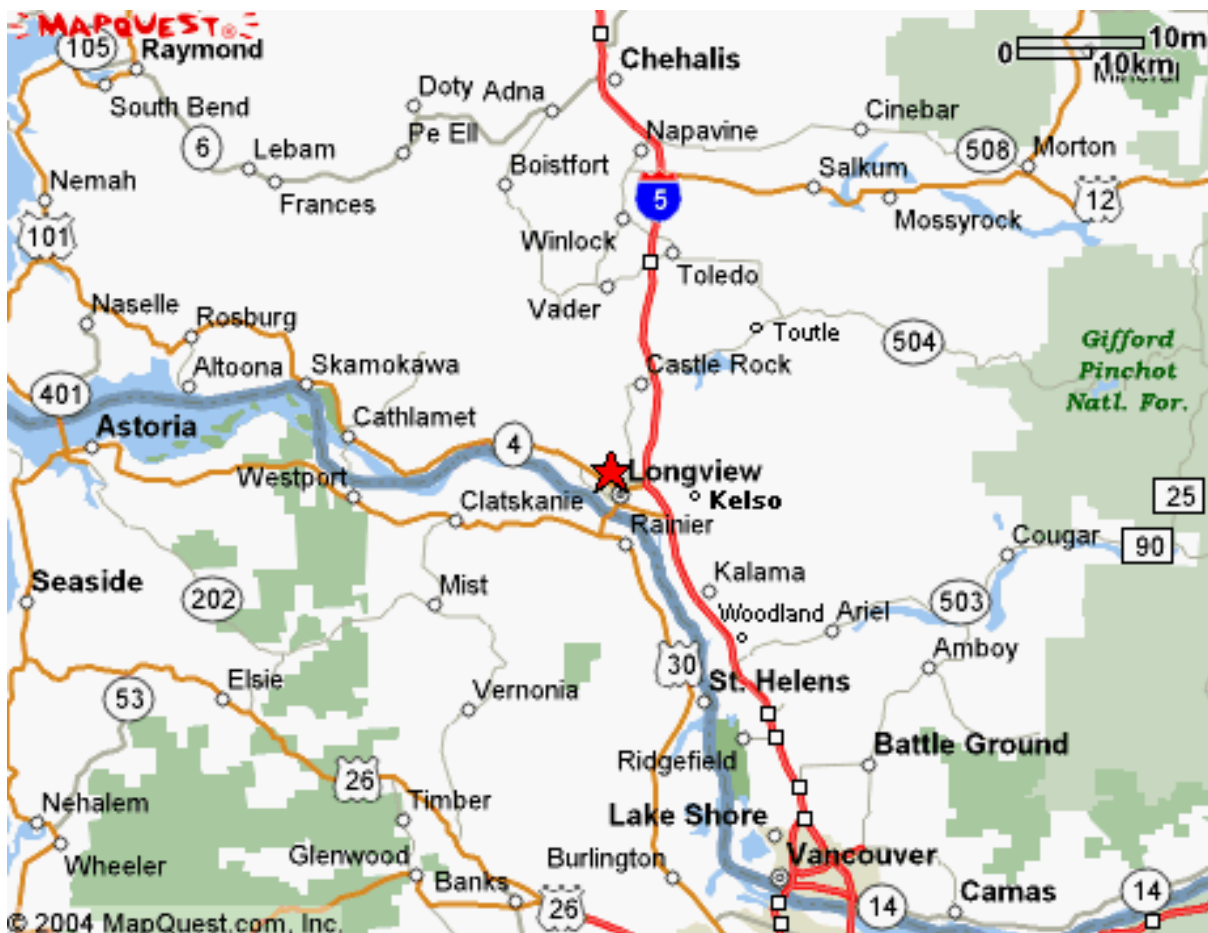 MAPQUEST®
105
Raymond
Chehalis
0 10m
10km
Mineral
South Bend
Doty
Adna
Cinebar
6
Pe Ell
Napavine
508
Lebam
Boistfort
Morton
Nemah
Frances
Salkum
12
5
Mossyrock
101
Winlock
Toledo
Naselle
Vader
Rosburg
Toutle
504
Gifford
Pinchot
Natl. For.
Altoona
Skamokawa
Castle Rock
401
Cathlamet
Astoria
4
Longview
Westport
Clatskanie
Kelso
25
Rainier
Cougar
90
Seaside
202
Mist
Kalama
503
Woodland
Ariel
Amboy
30
53
Elsie
Vernonia
St. Helens
Ridgefield
Battle Ground
26
Nehalem
Timber
Lake Shore
Wheeler
Glenwood
Burlington
Vancouver
Banks
26
14
Camas
14
© 2004 MapQuest.com, Inc.